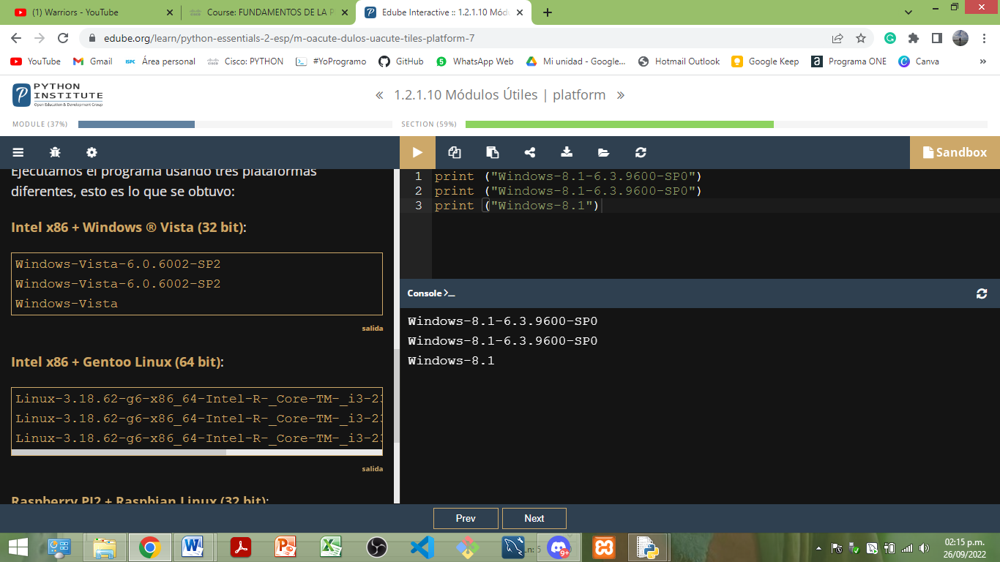 (1) Warriors - YouTube
Course: FUNDAMENTOS DE LA P
Edube Interactive :: 1.2.1.10 Módu
edube.org/learn/python-essentials-2-esp/m-oacute-dulos-uacute-tiles-platform-7
YouTube
Gmail
Área personal
Cisco: PYTHON
#YoProgramo
GitHub
WhatsApp Web
Mi unidad - Google...
Hotmail Outlook
Google Keep
Programa ONE
Canva
PYTHON
INSTITUTE
Open Education & Development Group
« 1.2.1.10 Módulos Útiles | platform »
MODULE (37%)
SECTION (59%)
Sandbox
Ejecutamos el programa usando tres plataformas
diferentes, esto es lo que se obtuvo:
Intel x86 + Windows ® Vista (32 bit):
Windows-Vista-6.0.6002-SP2
Windows-Vista-6.0.6002-SP2
Windows-Vista
salida
Intel x86 + Gentoo Linux (64 bit):
Linux-3.18.62-g6-x86_64-Intel-R-_Core-TM-_i3-23
Linux-3.18.62-g6-x86_64-Intel-R-_Core-TM-_i3-23
Linux-3.18.62-g6-x86_64-Intel-R-_Core-TM-_i3-23
salida
Raspberry PI2 + Raspbian Linux (32 bit):
1 print ("Windows-8.1-6.3.9600-SP0")
2 print ("Windows-8.1-6.3.9600-SP0")
3 print ("Windows-8.1")
Console >_
Windows-8.1-6.3.9600-SP0
Windows-8.1-6.3.9600-SP0
Windows-8.1
Prev
Next
9+
02:15 p.m.
26/09/2022